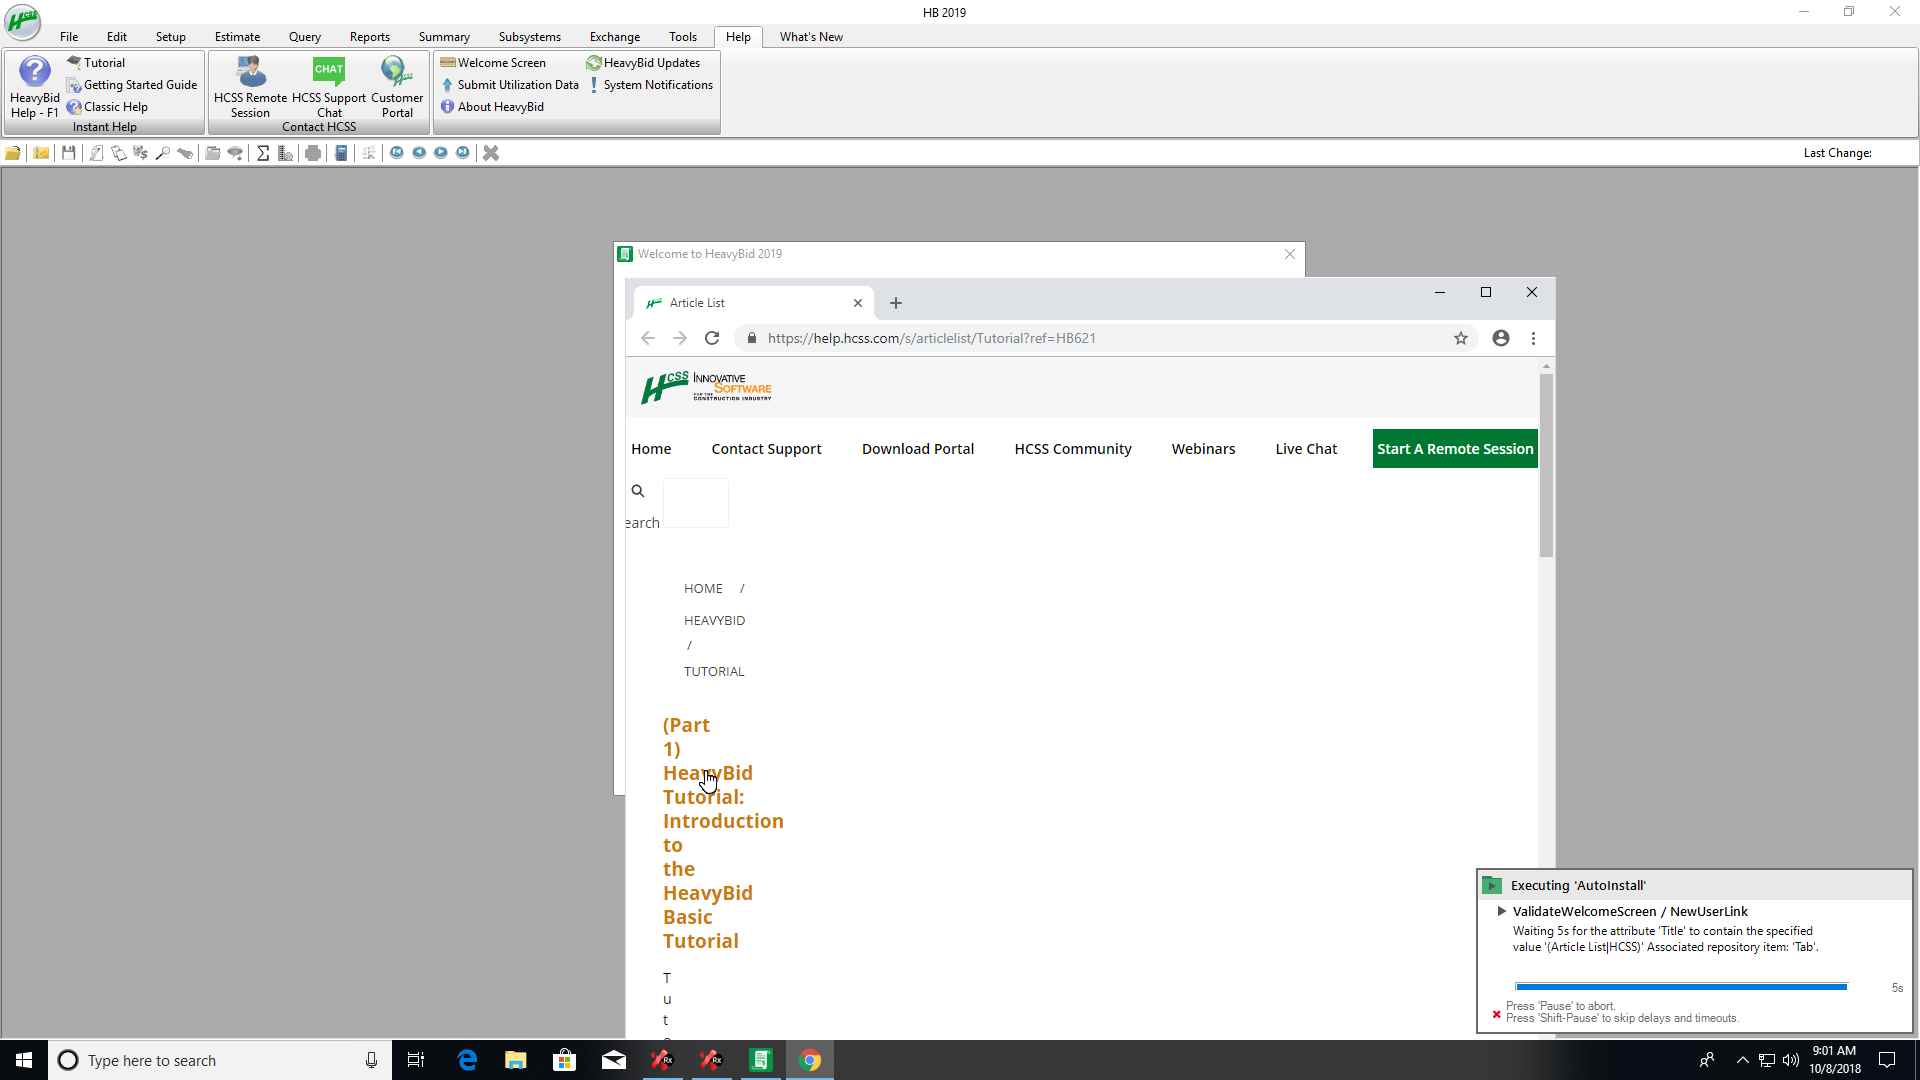 HB 2019
File Edit Setup Estimate Query Reports Summary Subsystems Exchange Tools Help What's New
HeavyBid
Help - F1
Tutorial
Getting Started Guide
Classic Help
Instant Help
HCSS Remote
Session
CHAT
HCSS Support
Chat
Customer
Portal
Contact HCSS
Welcome Screen
Submit Utilization Data
About HeavyBid
HeavyBid Updates
System Notifications
Last Change:
Welcome to HeavyBid 2019
Article List
https://help.hcss.com/s/articlelist/Tutorial?ref=HB621
HCSS INNOVATIVE
SOFTWARE
FOR THE
CONSTRUCTION INDUSTRY
Home Contact Support Download Portal HCSS Community Webinars Live Chat Start A Remote Session
earch
HOME /
HEAVYBID
/
TUTORIAL
(Part
1)
HeavyBid
Tutorial:
Introduction
to
the
HeavyBid
Basic
Tutorial
T
u
t
Executing 'AutoInstall'
ValidateWelcomeScreen / NewUserLink
Waiting 5s for the attribute 'Title' to contain the specified
value '(Article List|HCSS)' Associated repository item: 'Tab'.
5s
Press 'Pause' to abort.
Press 'Shift-Pause' to skip delays and timeouts.
Type here to search
9:01 AM
10/8/2018